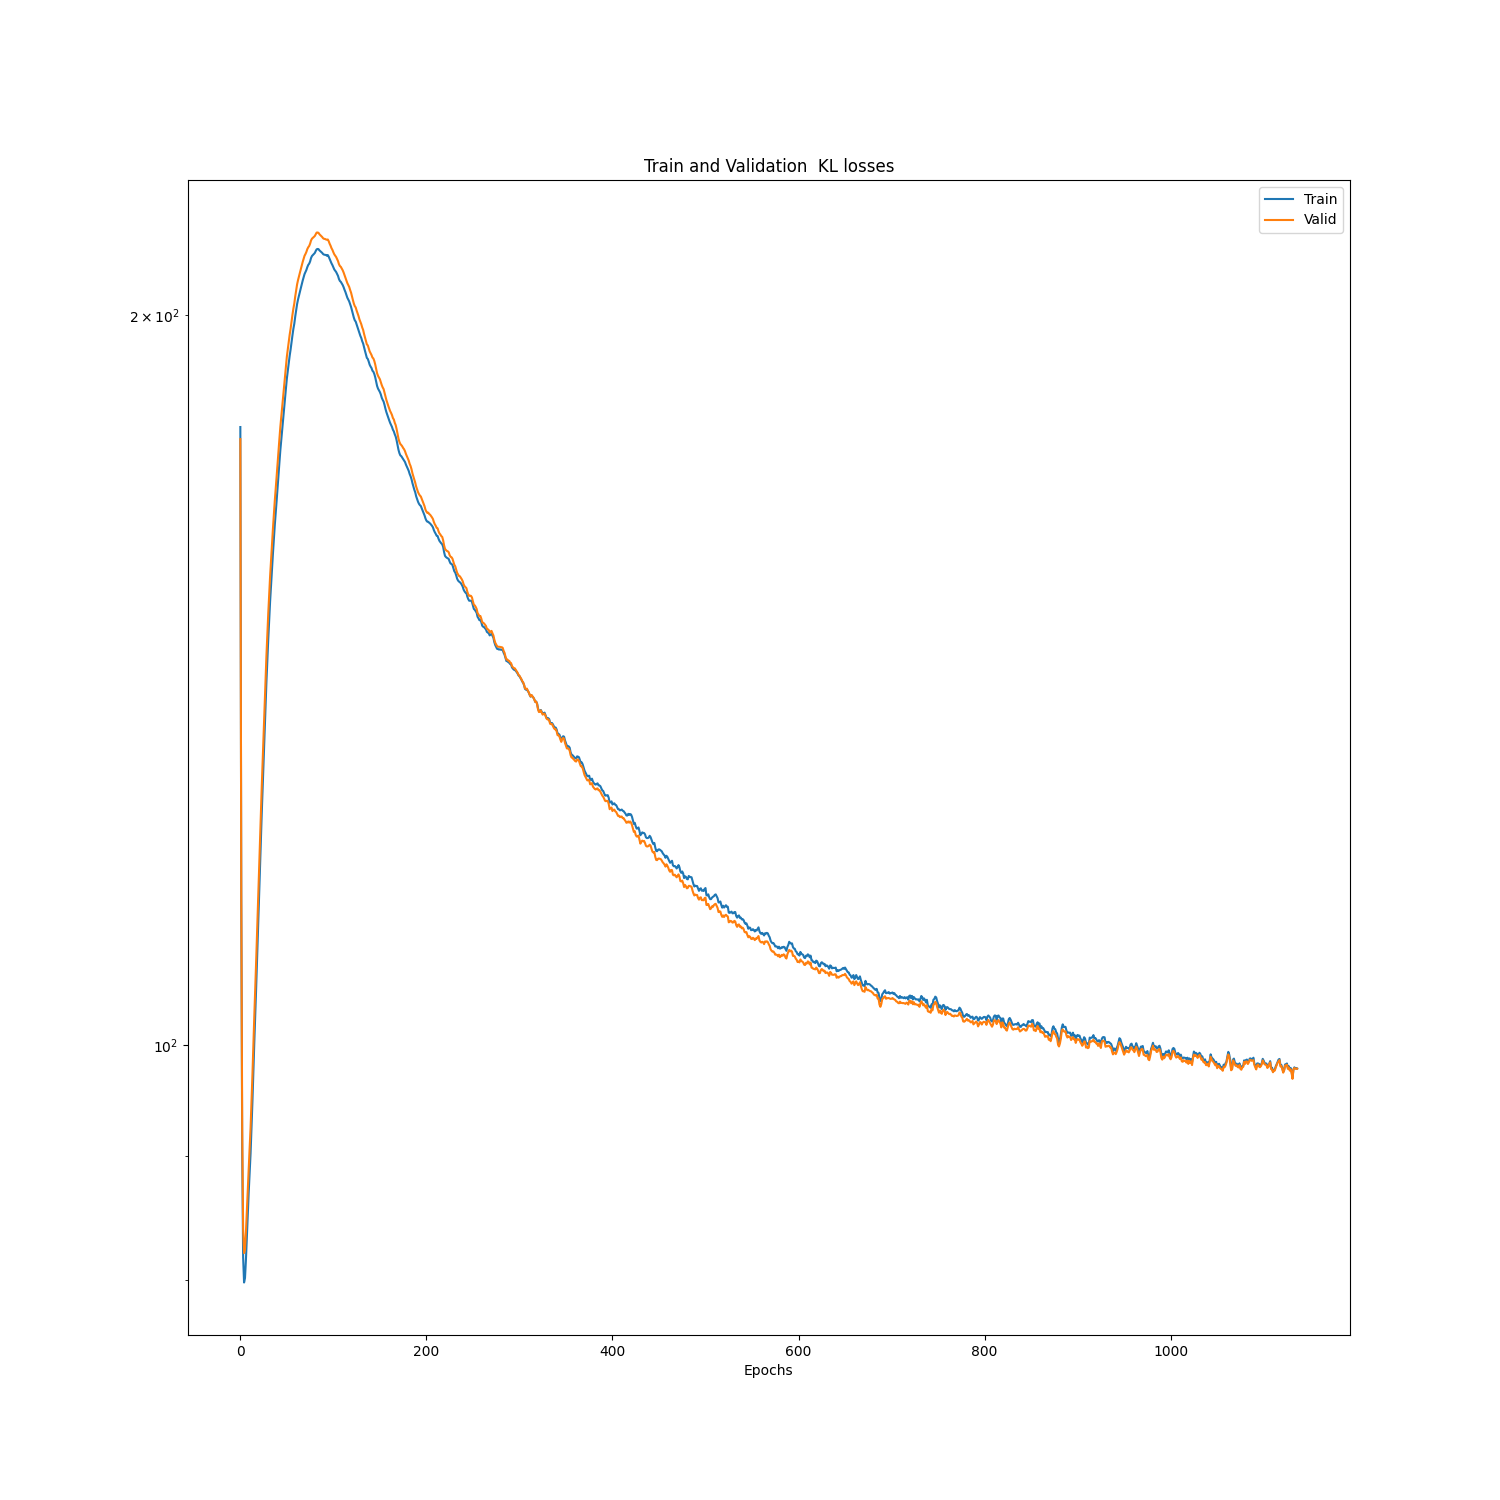 Train and Validation  KL losses
Train
Valid
2 × 10²
10²
0 200 400 600 800 1000
Epochs